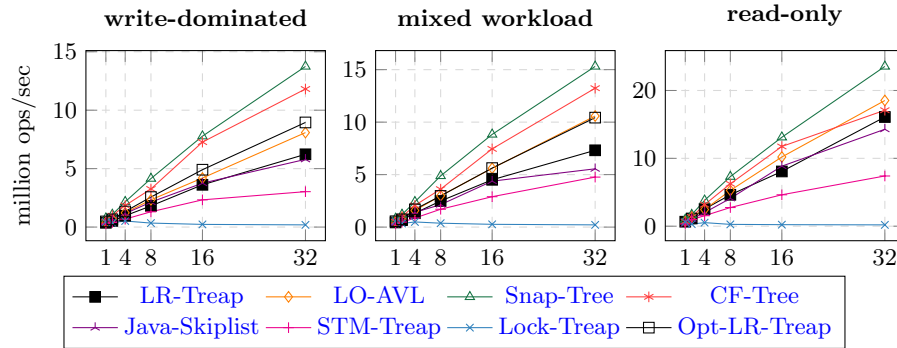 write-dominated
mixed workload
read-only
million ops/sec
15
10
5
0
1 4 8 16 32
15
10
5
0
1 4 8 16 32
20
10
0
1 4 8 16 32
LR-Treap LO-AVL Snap-Tree CF-Tree
Java-Skiplist STM-Treap Lock-Treap Opt-LR-Treap